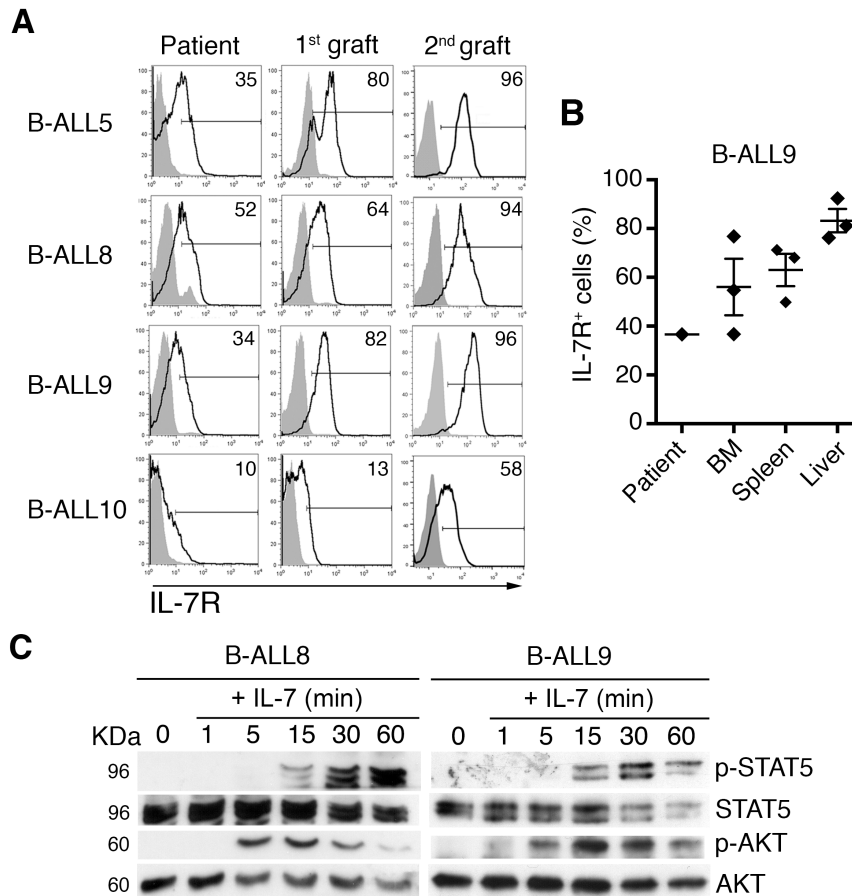 A
Patient 1st graft 2nd graft
B-ALL5 35 80 96
B-ALL8 52 64 94
B-ALL9 34 82 96
B-ALL10 10 13 58
IL-7R
B
B-ALL9
IL-7R+ cells (%)
100
80
60
40
20
0
Patient BM Spleen Liver
C
B-ALL8 B-ALL9
+ IL-7 (min) + IL-7 (min)
KDa 0 1 5 15 30 60 0 1 5 15 30 60
96 p-STAT5
96 STAT5
60 p-AKT
60 AKT